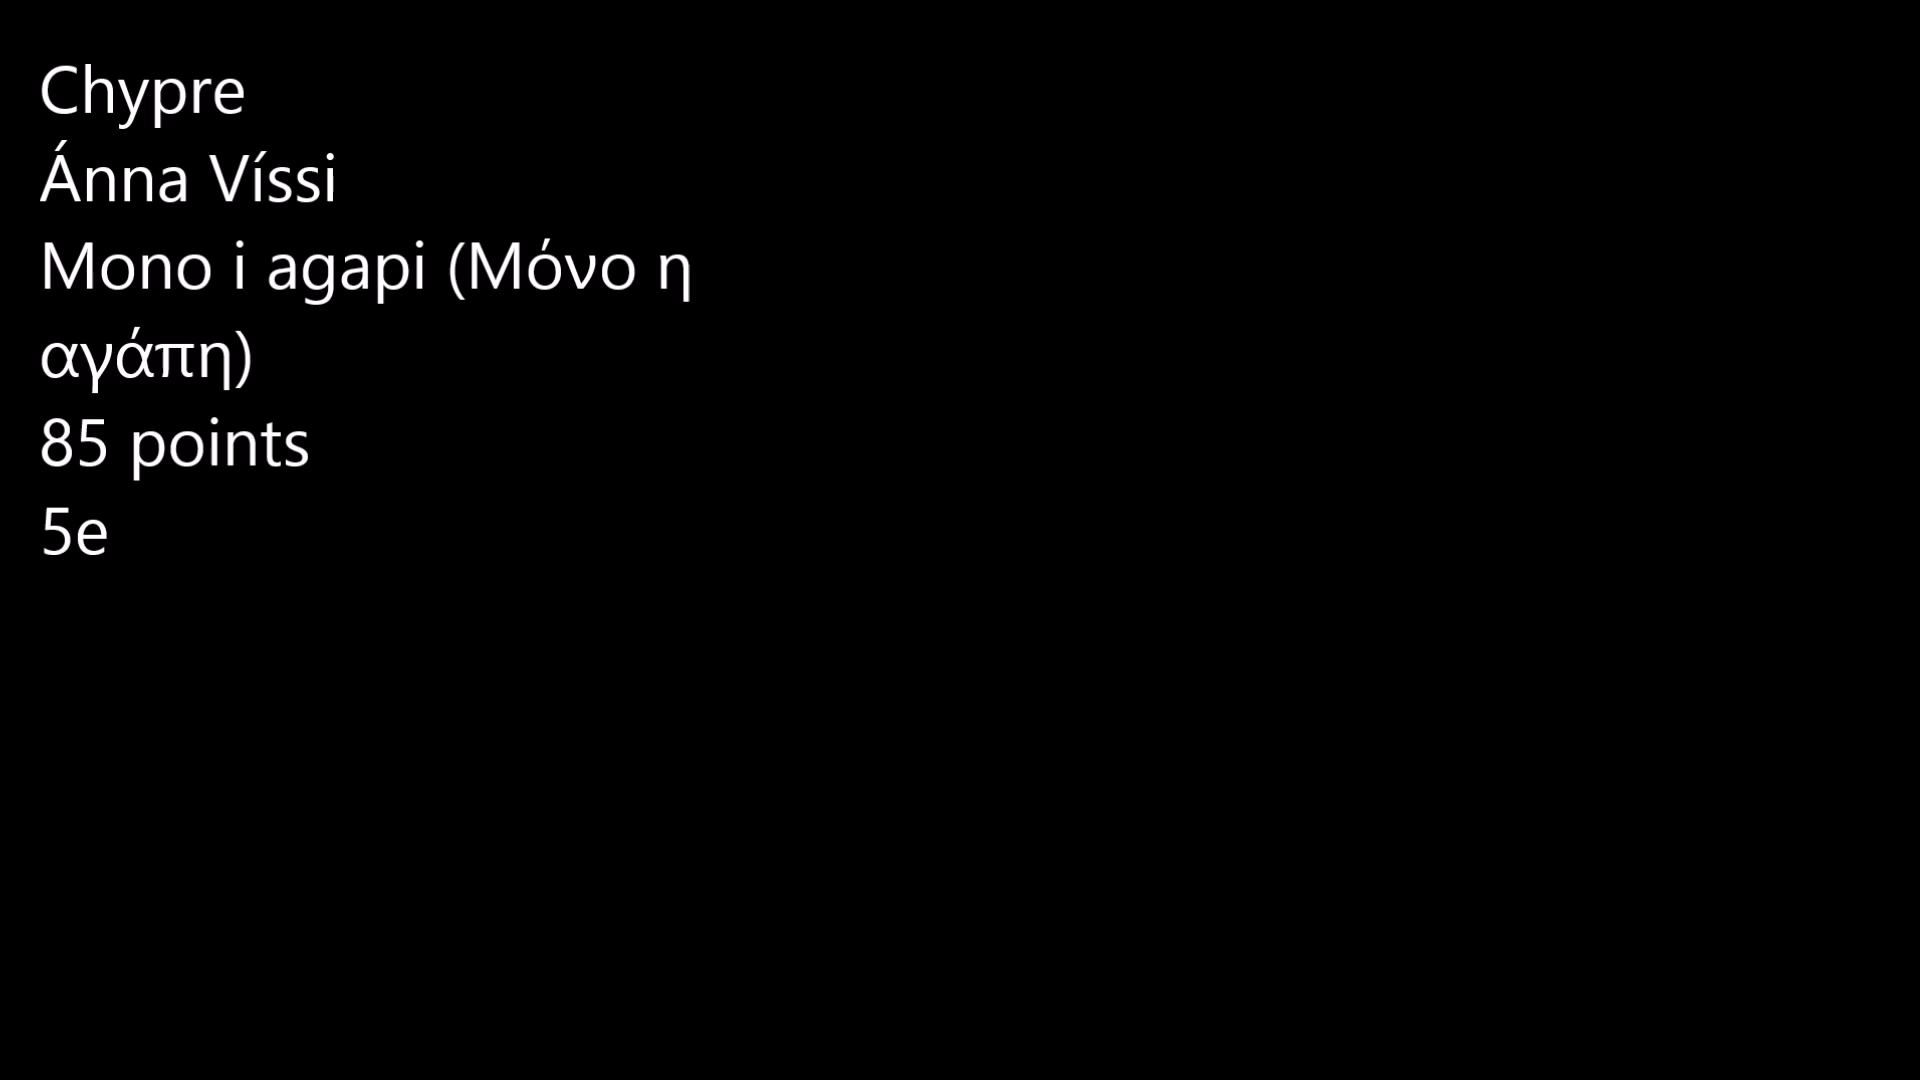 Chypre
Ánna Víssi
Mono i agapi (Μόνο η
αγάπη)
85 points
5e